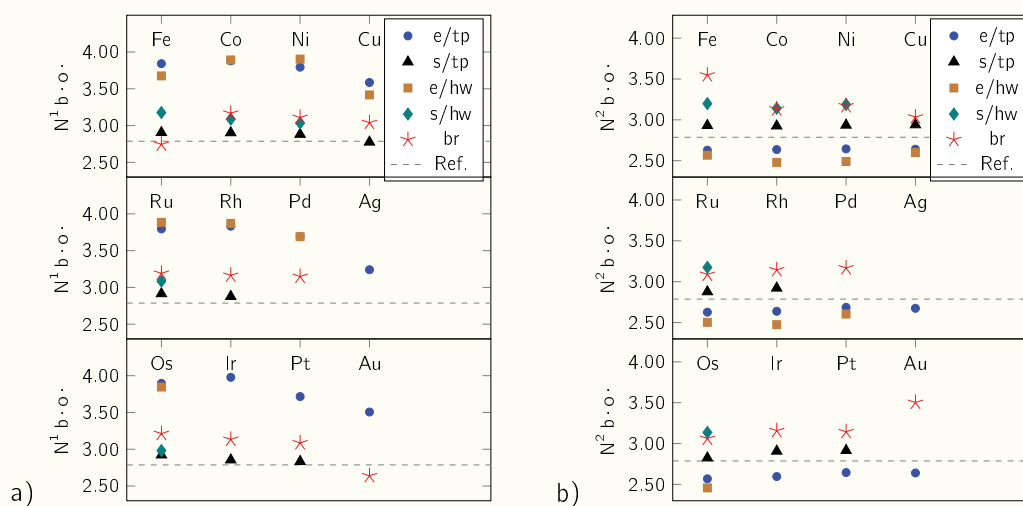 a)
N¹ b·o·
4.00
3.50
3.00
2.50
Fe Co Ni Cu
e/tp
s/tp
e/hw
s/hw
br
Ref.
N¹ b·o·
4.00
3.50
3.00
2.50
Ru Rh Pd Ag
N¹ b·o·
4.00
3.50
3.00
2.50
Os Ir Pt Au
b)
N² b·o·
4.00
3.50
3.00
2.50
Fe Co Ni Cu
e/tp
s/tp
e/hw
s/hw
br
Ref.
N² b·o·
4.00
3.50
3.00
2.50
Ru Rh Pd Ag
N² b·o·
4.00
3.50
3.00
2.50
Os Ir Pt Au